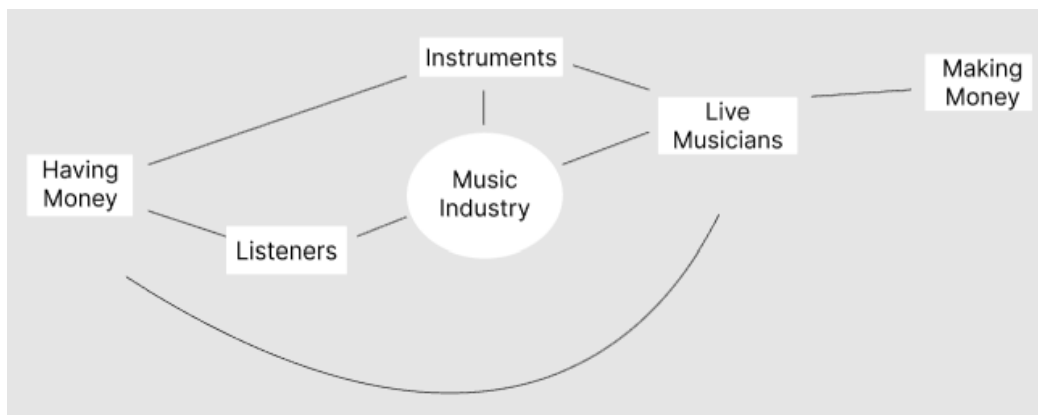 Instruments
Making
Money
Live
Musicians
Having
Money
Music
Industry
Listeners